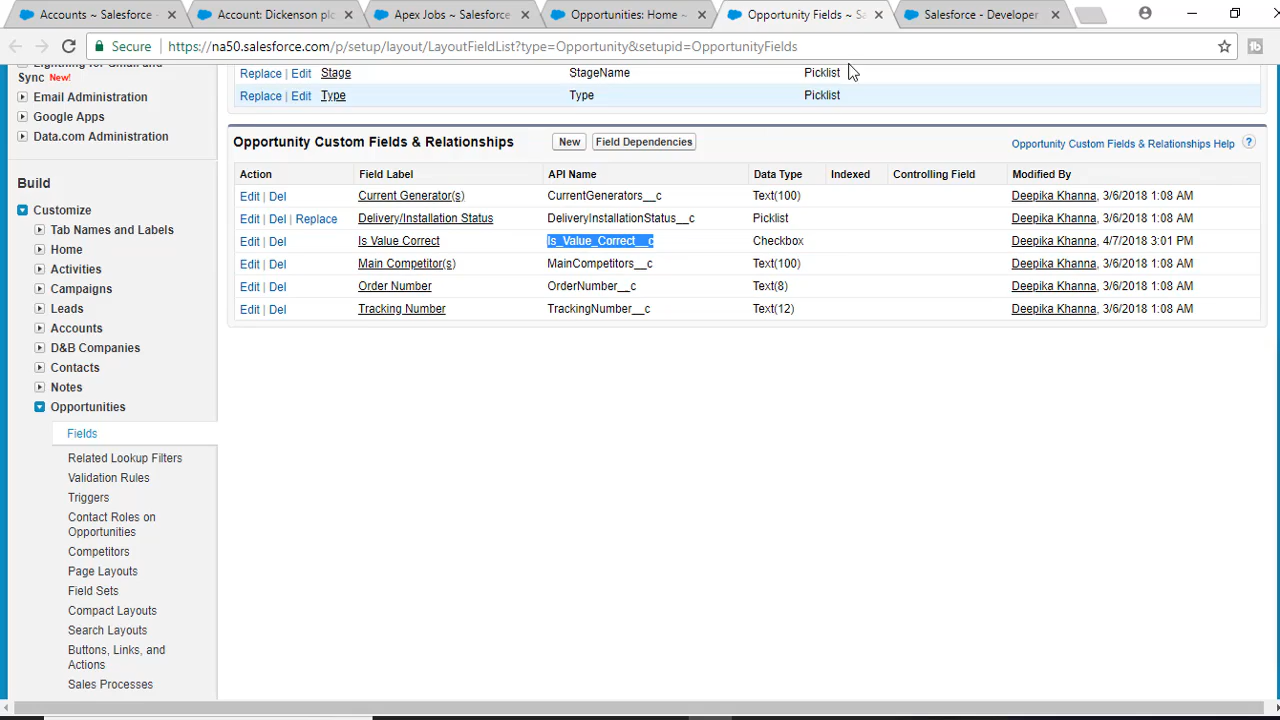 Accounts ~ Salesforce -
Account: Dickenson pl
Apex Jobs ~ Salesforce
Opportunities: Home ~
Opportunity Fields ~ Sa
Salesforce - Developer
Secure
https://na50.salesforce.com/p/setup/layout/LayoutFieldList?type=Opportunity&setupid=OpportunityFields
Lightning for Gmail and
Sync New!
Email Administration
Google Apps
Data.com Administration
Build
Customize
Tab Names and Labels
Home
Activities
Campaigns
Leads
Accounts
D&B Companies
Contacts
Notes
Opportunities
Fields
Related Lookup Filters
Validation Rules
Triggers
Contact Roles on
Opportunities
Competitors
Page Layouts
Field Sets
Compact Layouts
Search Layouts
Buttons, Links, and
Actions
Sales Processes
Replace | Edit Stage StageName Picklist
Replace | Edit Type Type Picklist
Opportunity Custom Fields & Relationships New Field Dependencies Opportunity Custom Fields & Relationships Help ?
Action Field Label API Name Data Type Indexed Controlling Field Modified By
Edit | Del Current Generator(s) CurrentGenerators__c Text(100) Deepika Khanna, 3/6/2018 1:08 AM
Edit | Del | Replace Delivery/Installation Status DeliveryInstallationStatus__c Picklist Deepika Khanna, 3/6/2018 1:08 AM
Edit | Del Is Value Correct Is_Value_Correct__c Checkbox Deepika Khanna, 4/7/2018 3:01 PM
Edit | Del Main Competitor(s) MainCompetitors__c Text(100) Deepika Khanna, 3/6/2018 1:08 AM
Edit | Del Order Number OrderNumber__c Text(8) Deepika Khanna, 3/6/2018 1:08 AM
Edit | Del Tracking Number TrackingNumber__c Text(12) Deepika Khanna, 3/6/2018 1:08 AM